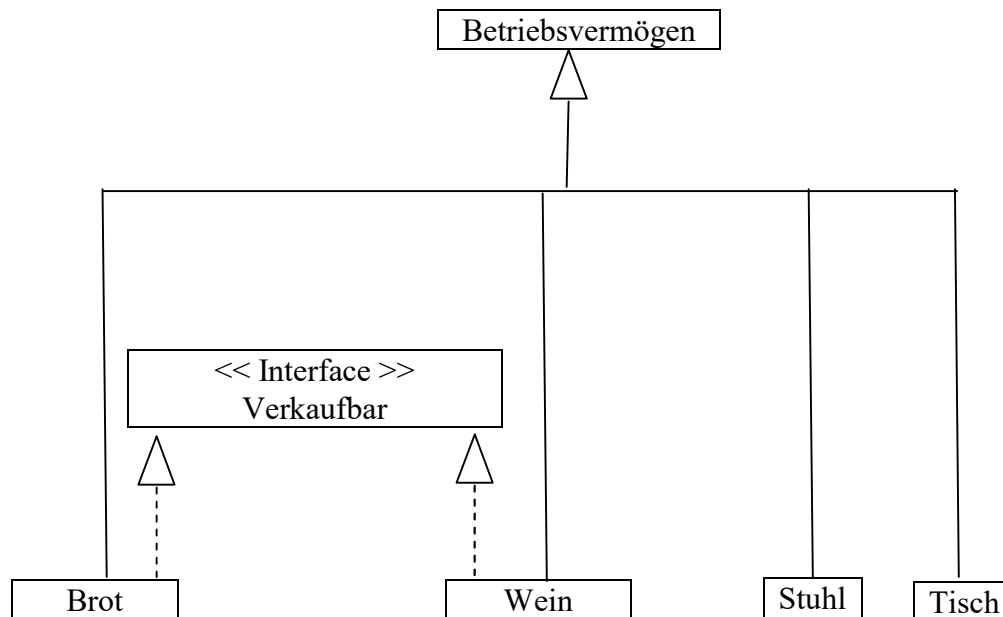 Betriebsvermögen
<< Interface >>
Verkaufbar
Brot
Wein
Stuhl
Tisch